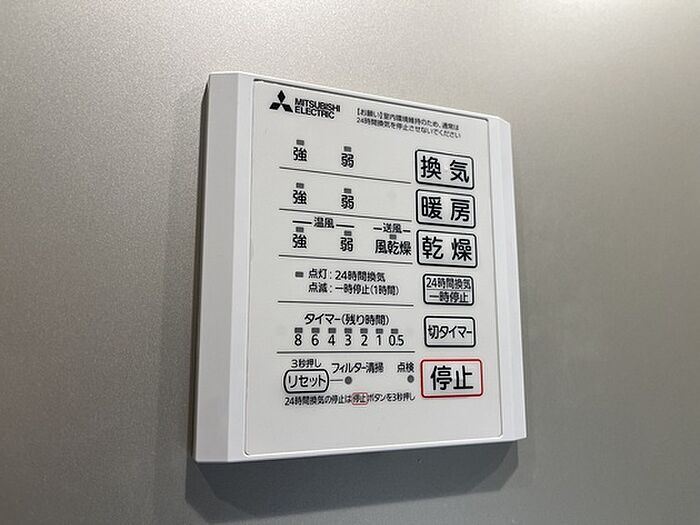 MITSUBISHI
ELECTRIC
【お願い】室内環境維持のため、通常は
24時間換気を停止させないでください
強 弱 換気
強 弱 暖房
温風 送風
強 弱 風乾燥 乾燥
点灯:24時間換気
点滅:一時停止(1時間)
24時間換気
一時停止
タイマー(残り時間)
8 6 4 3 2 1 0.5
切タイマー
3秒押し
リセット フィルター清掃 点検
停止
24時間換気の停止は停止ボタンを3秒押し